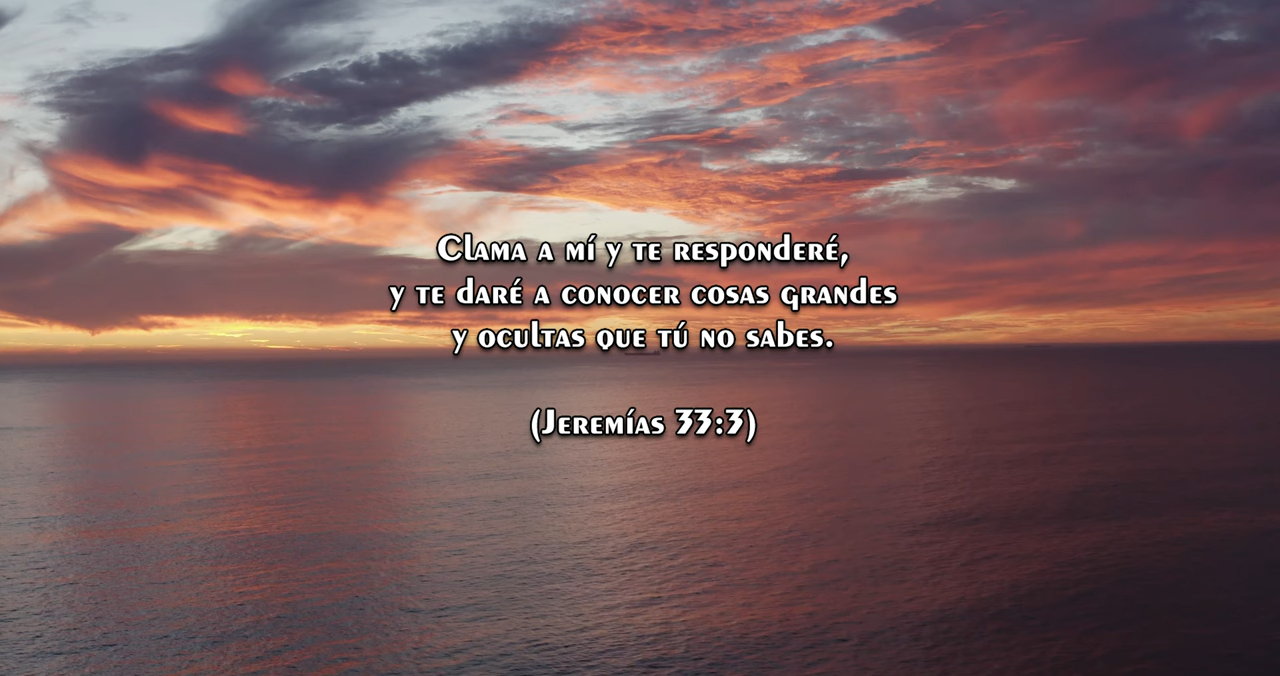 Clama a mí y te responderé,
y te daré a conocer cosas grandes
y ocultas que tú no sabes.
(Jeremías 33:3)